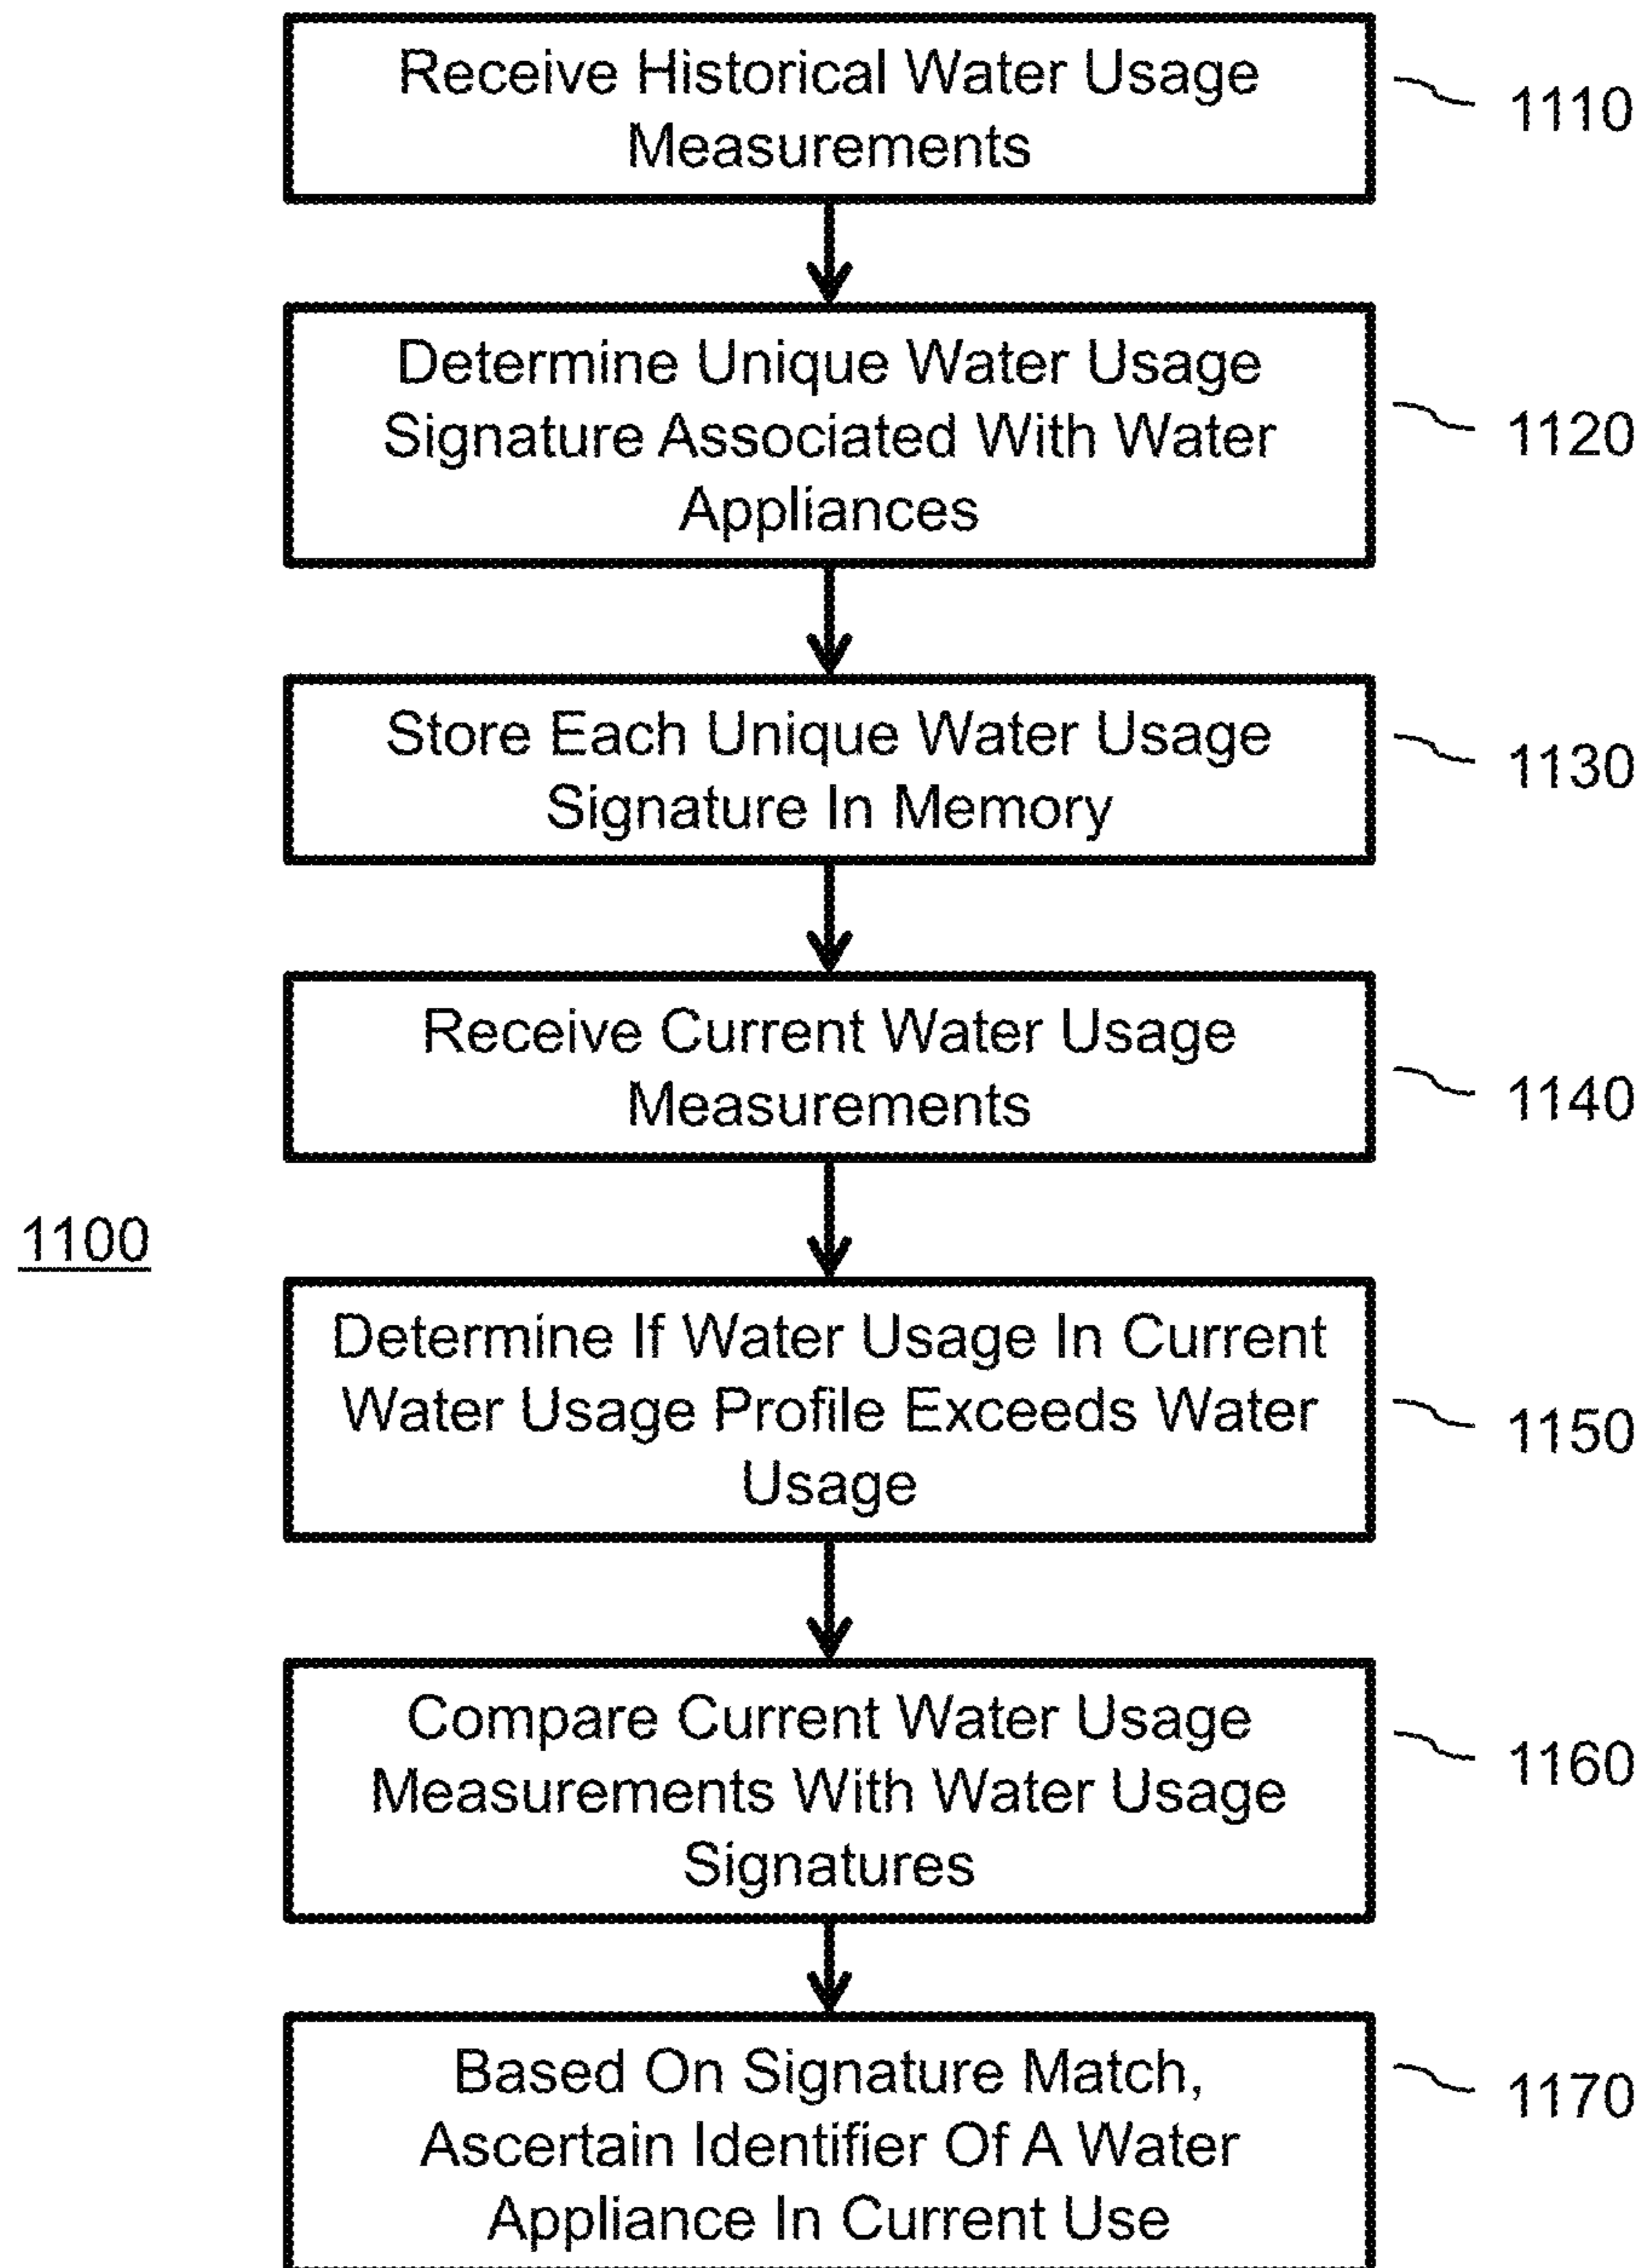 Receive Historical Water Usage
Measurements
1110
Determine Unique Water Usage
Signature Associated With Water
Appliances
1120
Store Each Unique Water Usage
Signature In Memory
1130
Receive Current Water Usage
Measurements
1140
1100
Determine If Water Usage In Current
Water Usage Profile Exceeds Water
Usage
1150
Compare Current Water Usage
Measurements With Water Usage
Signatures
1160
Based On Signature Match,
Ascertain Identifier Of A Water
Appliance In Current Use
1170